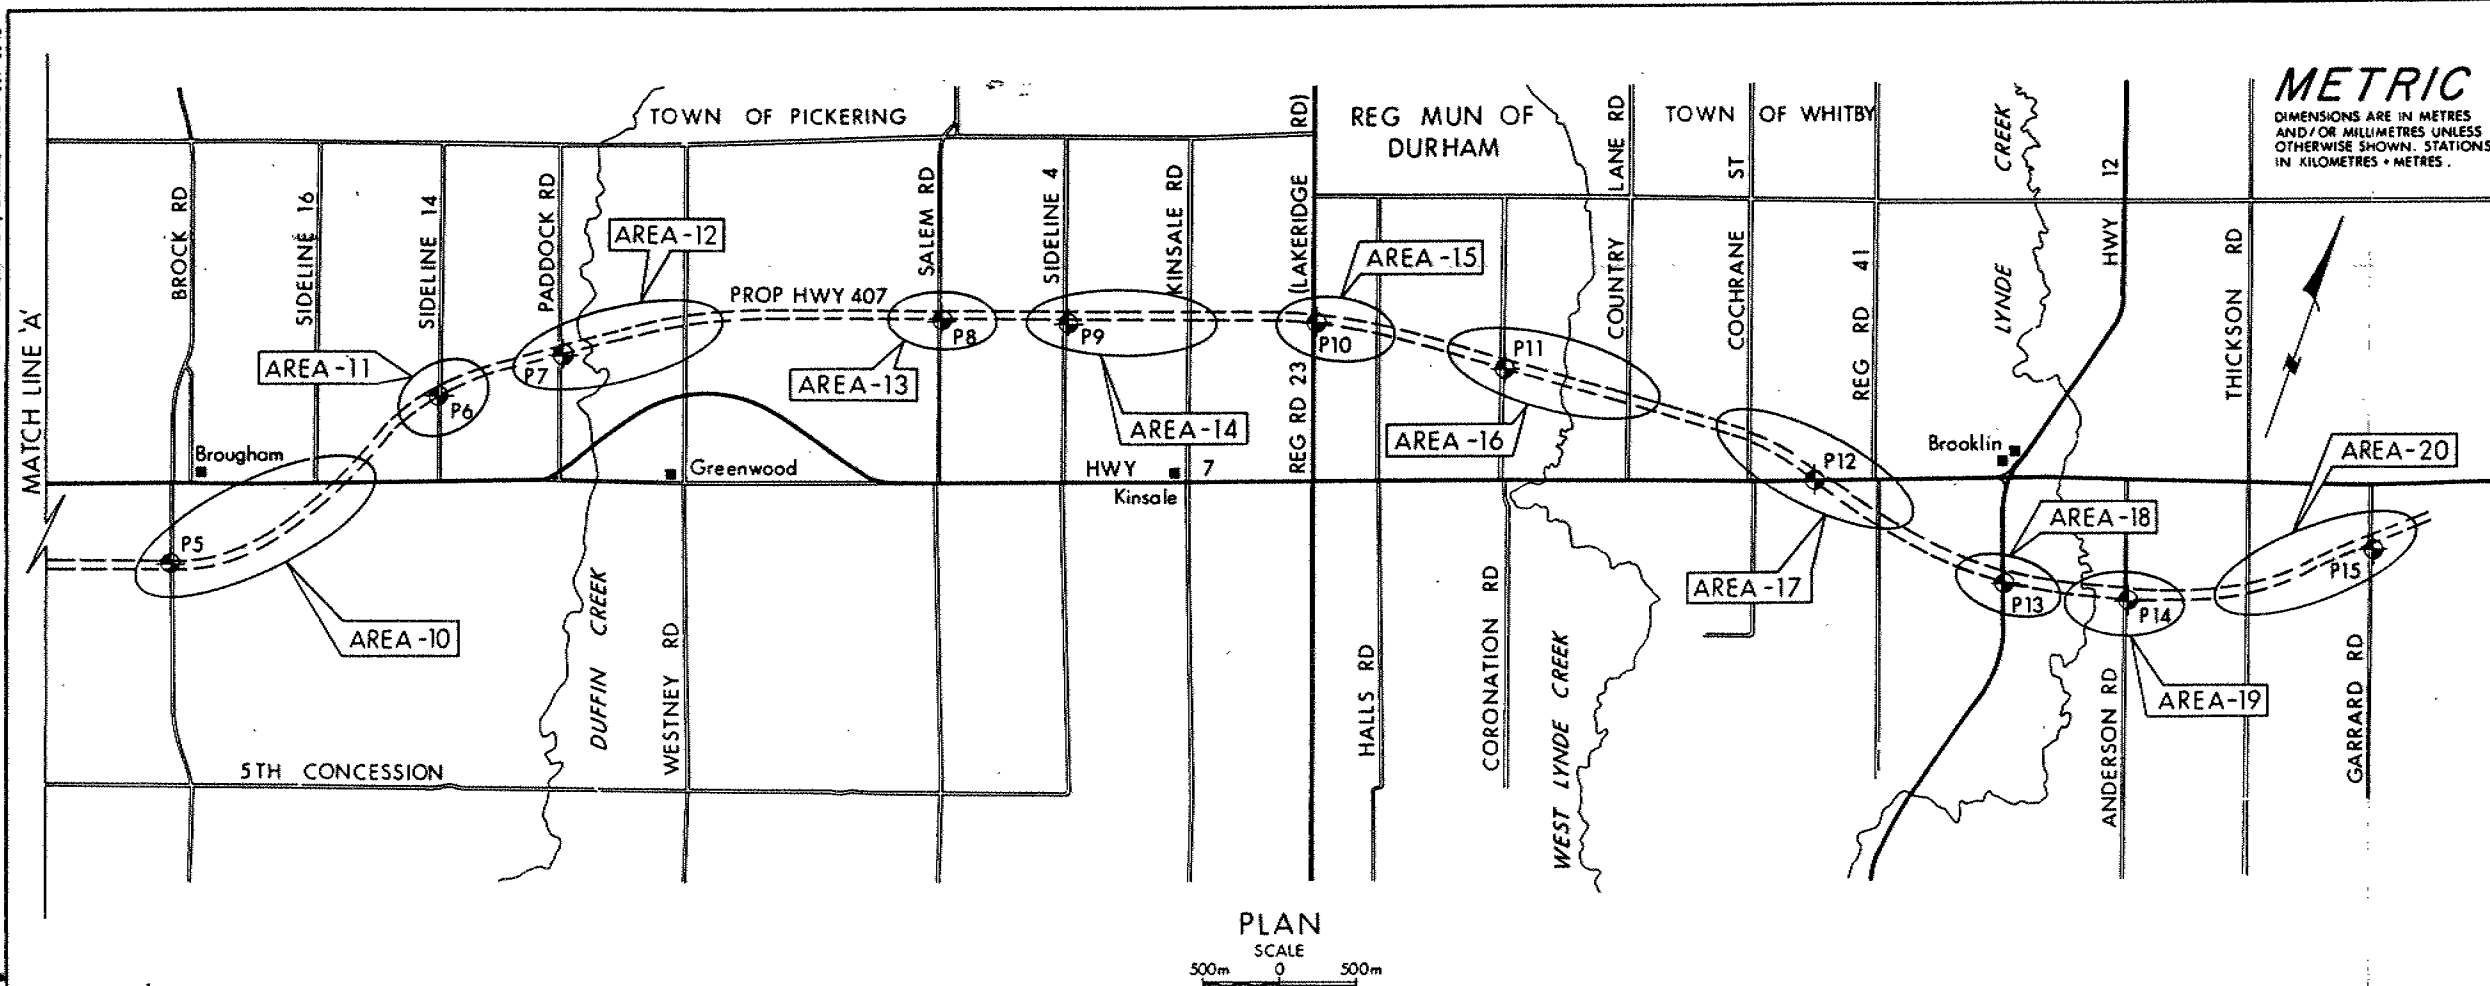 METRIC
DIMENSIONS ARE IN METRES
AND/OR MILLIMETRES UNLESS
OTHERWISE SHOWN. STATIONS
IN KILOMETRES + METRES.
TOWN OF PICKERING
REG MUN OF
DURHAM
TOWN OF WHITBY
MATCH LINE 'A'
BROCK RD
SIDELINE 16
SIDELINE 14
PADDOCK RD
SALEM RD
SIDELINE 4
KINSALE RD
REG RD 23 (LAKERIDGE RD)
COUNTRY LANE RD
COCHRANE ST
REG RD 41
LYNDE CREEK
HWY 12
THICKSON RD
AREA-12
AREA-15
PROP HWY 407
AREA-11
P6
P7
P8
AREA-13
P9
AREA-14
P10
P11
AREA-16
P12
Brougham
Greenwood
HWY 7
Kinsale
Brooklin
AREA-20
P5
AREA-10
AREA-17
AREA-18
P13
P14
P15
AREA-19
DUFFIN CREEK
WESTNEY RD
HALLS RD
CORONATION RD
WEST LYNDE CREEK
ANDERSON RD
GARRARD RD
5TH CONCESSION
PLAN
SCALE
500m 0 500m